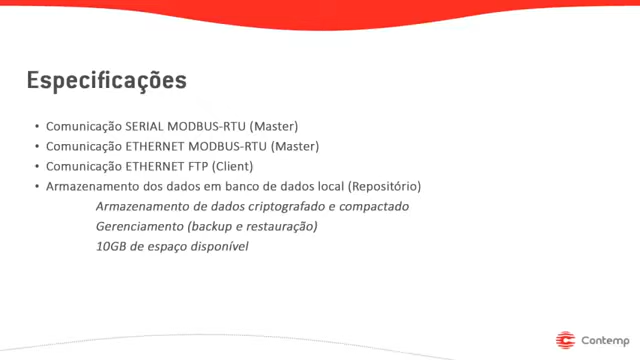 Especificações
• Comunicação SERIAL MODBUS-RTU (Master)
• Comunicação ETHERNET MODBUS-RTU (Master)
• Comunicação ETHERNET FTP (Client)
• Armazenamento dos dados em banco de dados local (Repositório)
Armazenamento de dados criptografado e compactado
Gerenciamento (backup e restauração)
10GB de espaço disponível
Contemp